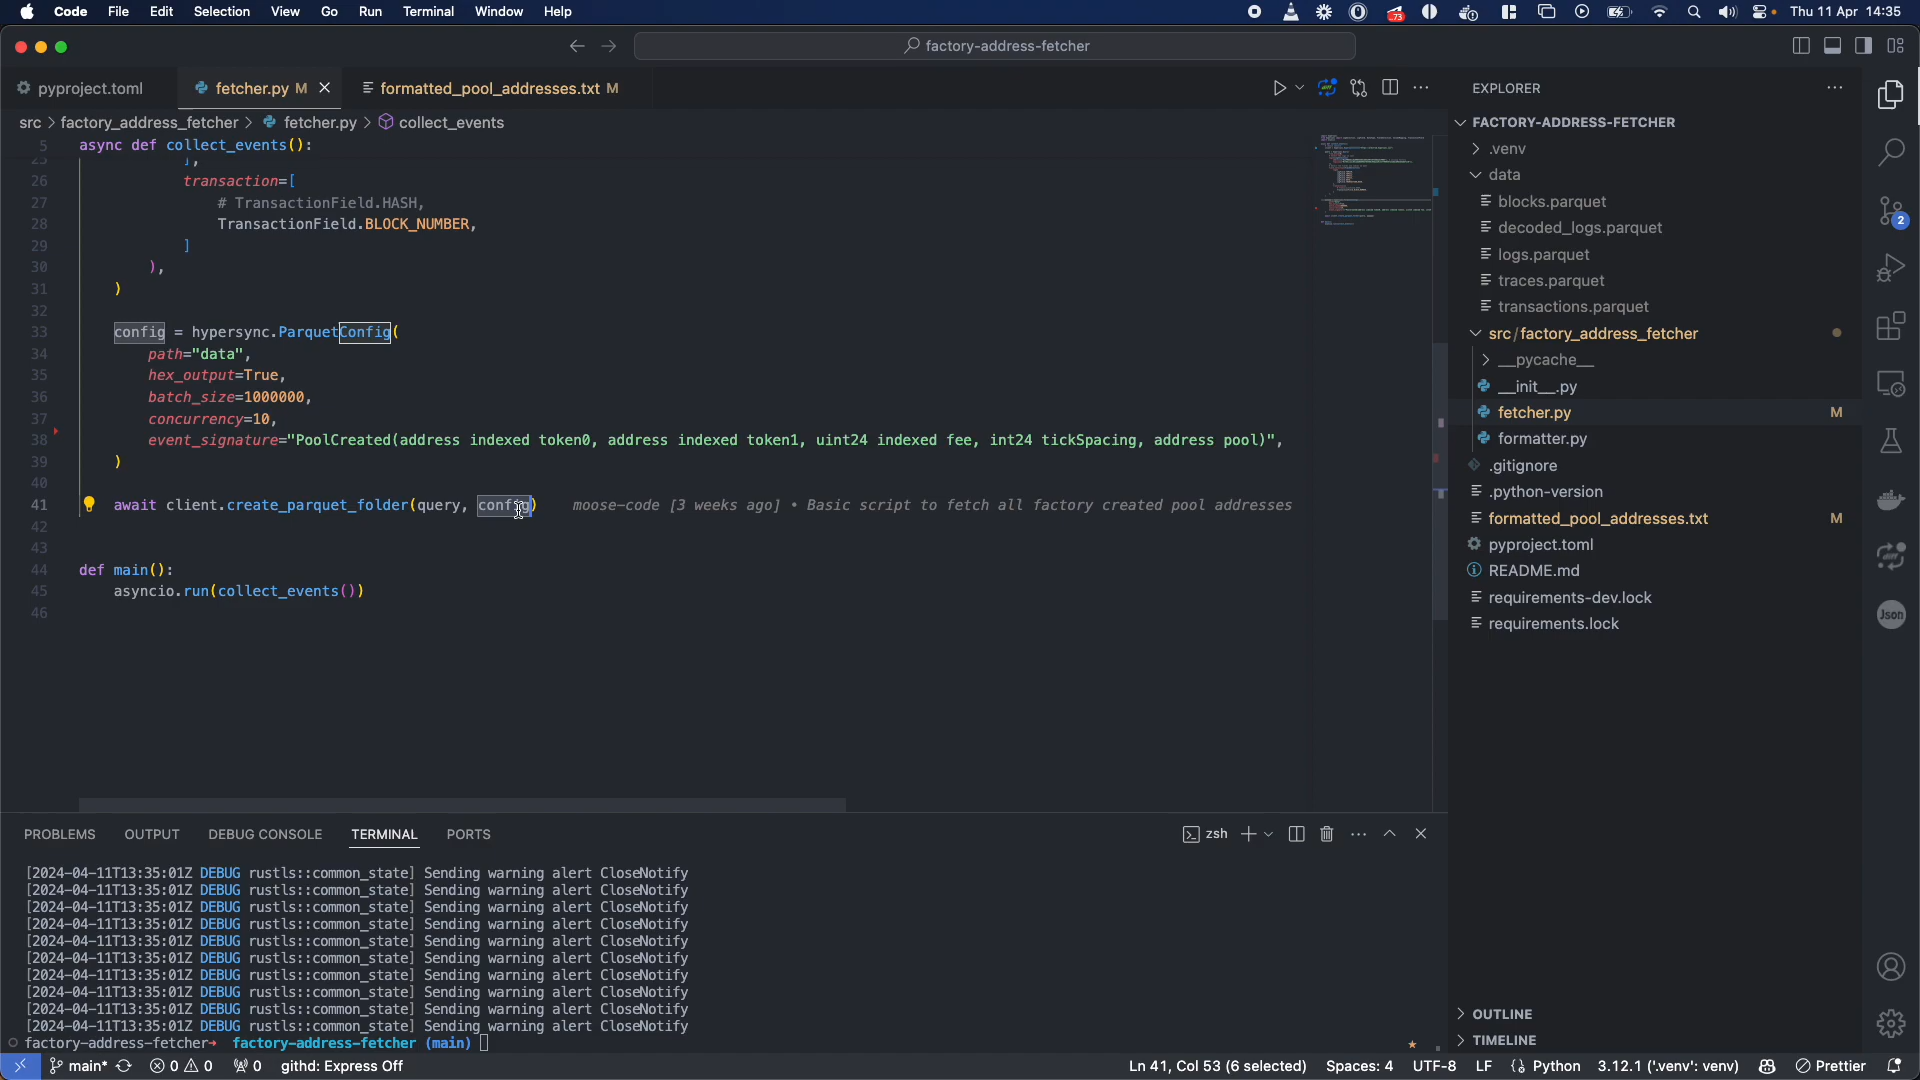 Code File Edit Selection View Go Run Terminal Window Help
73
Thu 11 Apr 14:35
factory-address-fetcher
pyproject.toml
fetcher.py M
formatted_pool_addresses.txt M
src > factory_address_fetcher > fetcher.py > collect_events
5 async def collect_events():
25 ],
26 transaction=[
27 # TransactionField.HASH,
28 TransactionField.BLOCK_NUMBER,
29 ]
30 ),
31 )
32
33 config = hypersync.ParquetConfig(
34 path="data",
35 hex_output=True,
36 batch_size=1000000,
37 concurrency=10,
38 event_signature="PoolCreated(address indexed token0, address indexed token1, uint24 indexed fee, int24 tickSpacing, address pool)",
39 )
40
41 await client.create_parquet_folder(query, config) moose-code [3 weeks ago] • Basic script to fetch all factory created pool addresses
42
43
44 def main():
45 asyncio.run(collect_events())
46
EXPLORER
FACTORY-ADDRESS-FETCHER
.venv
data
blocks.parquet
decoded_logs.parquet
logs.parquet
traces.parquet
transactions.parquet
src/factory_address_fetcher
__pycache__
__init__.py
fetcher.py M
formatter.py
.gitignore
.python-version
formatted_pool_addresses.txt M
pyproject.toml
README.md
requirements-dev.lock
requirements.lock
OUTLINE
TIMELINE
2
Json
PROBLEMS OUTPUT DEBUG CONSOLE TERMINAL PORTS
zsh
[2024-04-11T13:35:01Z DEBUG rustls::common_state] Sending warning alert CloseNotify
[2024-04-11T13:35:01Z DEBUG rustls::common_state] Sending warning alert CloseNotify
[2024-04-11T13:35:01Z DEBUG rustls::common_state] Sending warning alert CloseNotify
[2024-04-11T13:35:01Z DEBUG rustls::common_state] Sending warning alert CloseNotify
[2024-04-11T13:35:01Z DEBUG rustls::common_state] Sending warning alert CloseNotify
[2024-04-11T13:35:01Z DEBUG rustls::common_state] Sending warning alert CloseNotify
[2024-04-11T13:35:01Z DEBUG rustls::common_state] Sending warning alert CloseNotify
[2024-04-11T13:35:01Z DEBUG rustls::common_state] Sending warning alert CloseNotify
[2024-04-11T13:35:01Z DEBUG rustls::common_state] Sending warning alert CloseNotify
[2024-04-11T13:35:01Z DEBUG rustls::common_state] Sending warning alert CloseNotify
factory-address-fetcher→ factory-address-fetcher (main)
main* 0 0 0 githd: Express Off
Ln 41, Col 53 (6 selected) Spaces: 4 UTF-8 LF Python 3.12.1 ('.venv': venv) Prettier